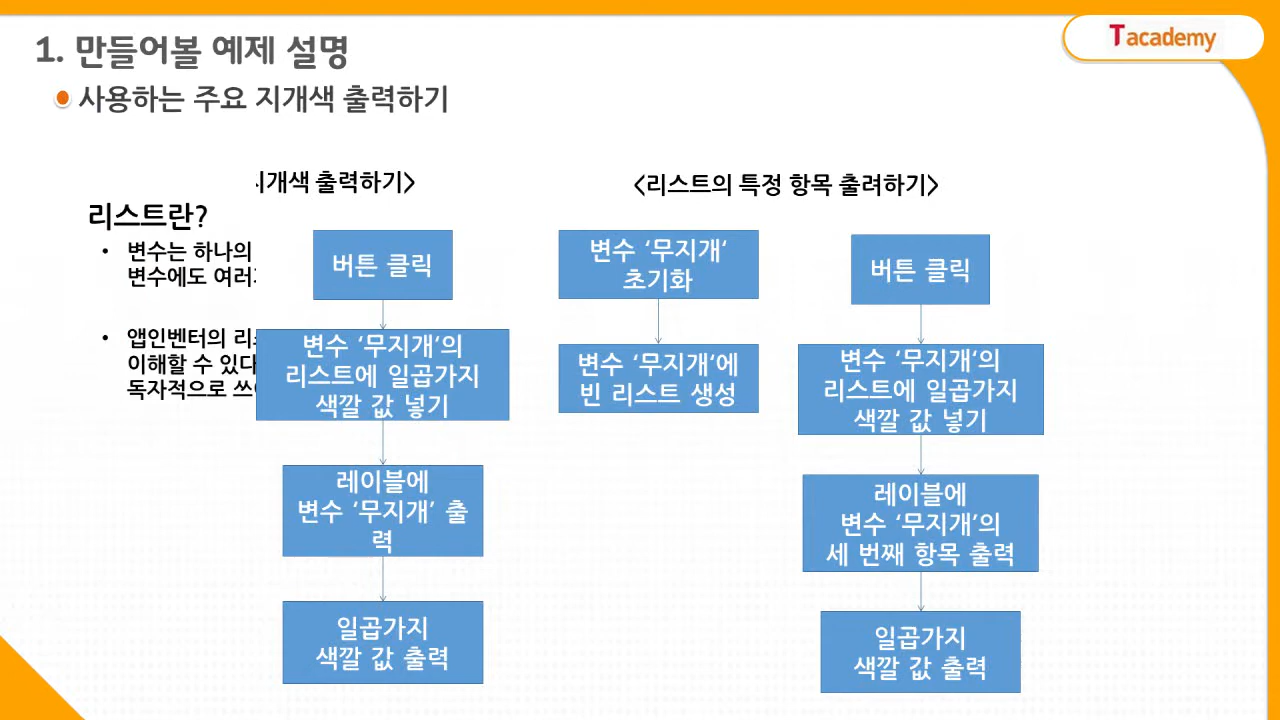 1. 만들어볼 예제 설명
Tacademy
사용하는 주요 지개색 출력하기
지개색 출력하기>
리스트란?
• 변수는 하나의
변수에도
• 앱인벤터의
이해할 수
독자적으로
버튼 클릭
변수 ‘무지개‘의
리스트에 일곱가지
색깔 값 넣기
레이블에
변수 ‘무지개’ 출
력
일곱가지
색깔 값 출력
<리스트의 특정 항목 출려하기>
변수 ‘무지개‘
초기화
변수 ‘무지개‘에
빈 리스트 생성
버튼 클릭
변수 ‘무지개‘의
리스트에 일곱가지
색깔 값 넣기
레이블에
변수 ‘무지개’의
세 번째 항목 출력
일곱가지
색깔 값 출력